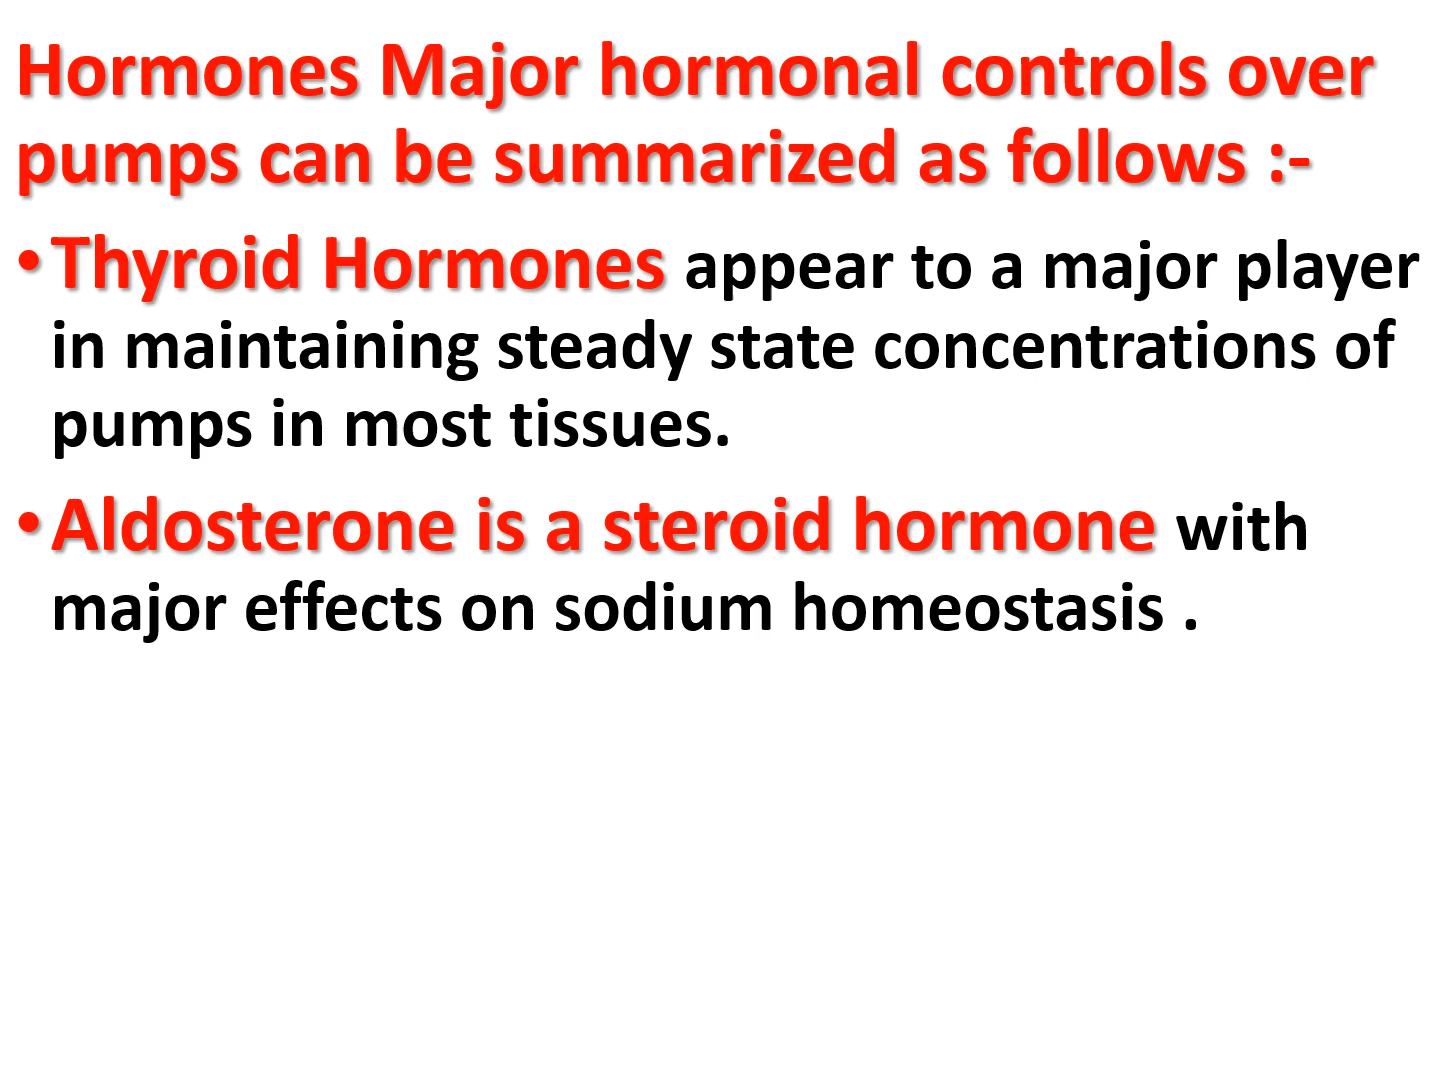 Hormones Major hormonal controls over
pumps can be summarized as follows :-
•Thyroid Hormones appear to a major player
in maintaining steady state concentrations of
pumps in most tissues.
•Aldosterone is a steroid hormone with
major effects on sodium homeostasis .